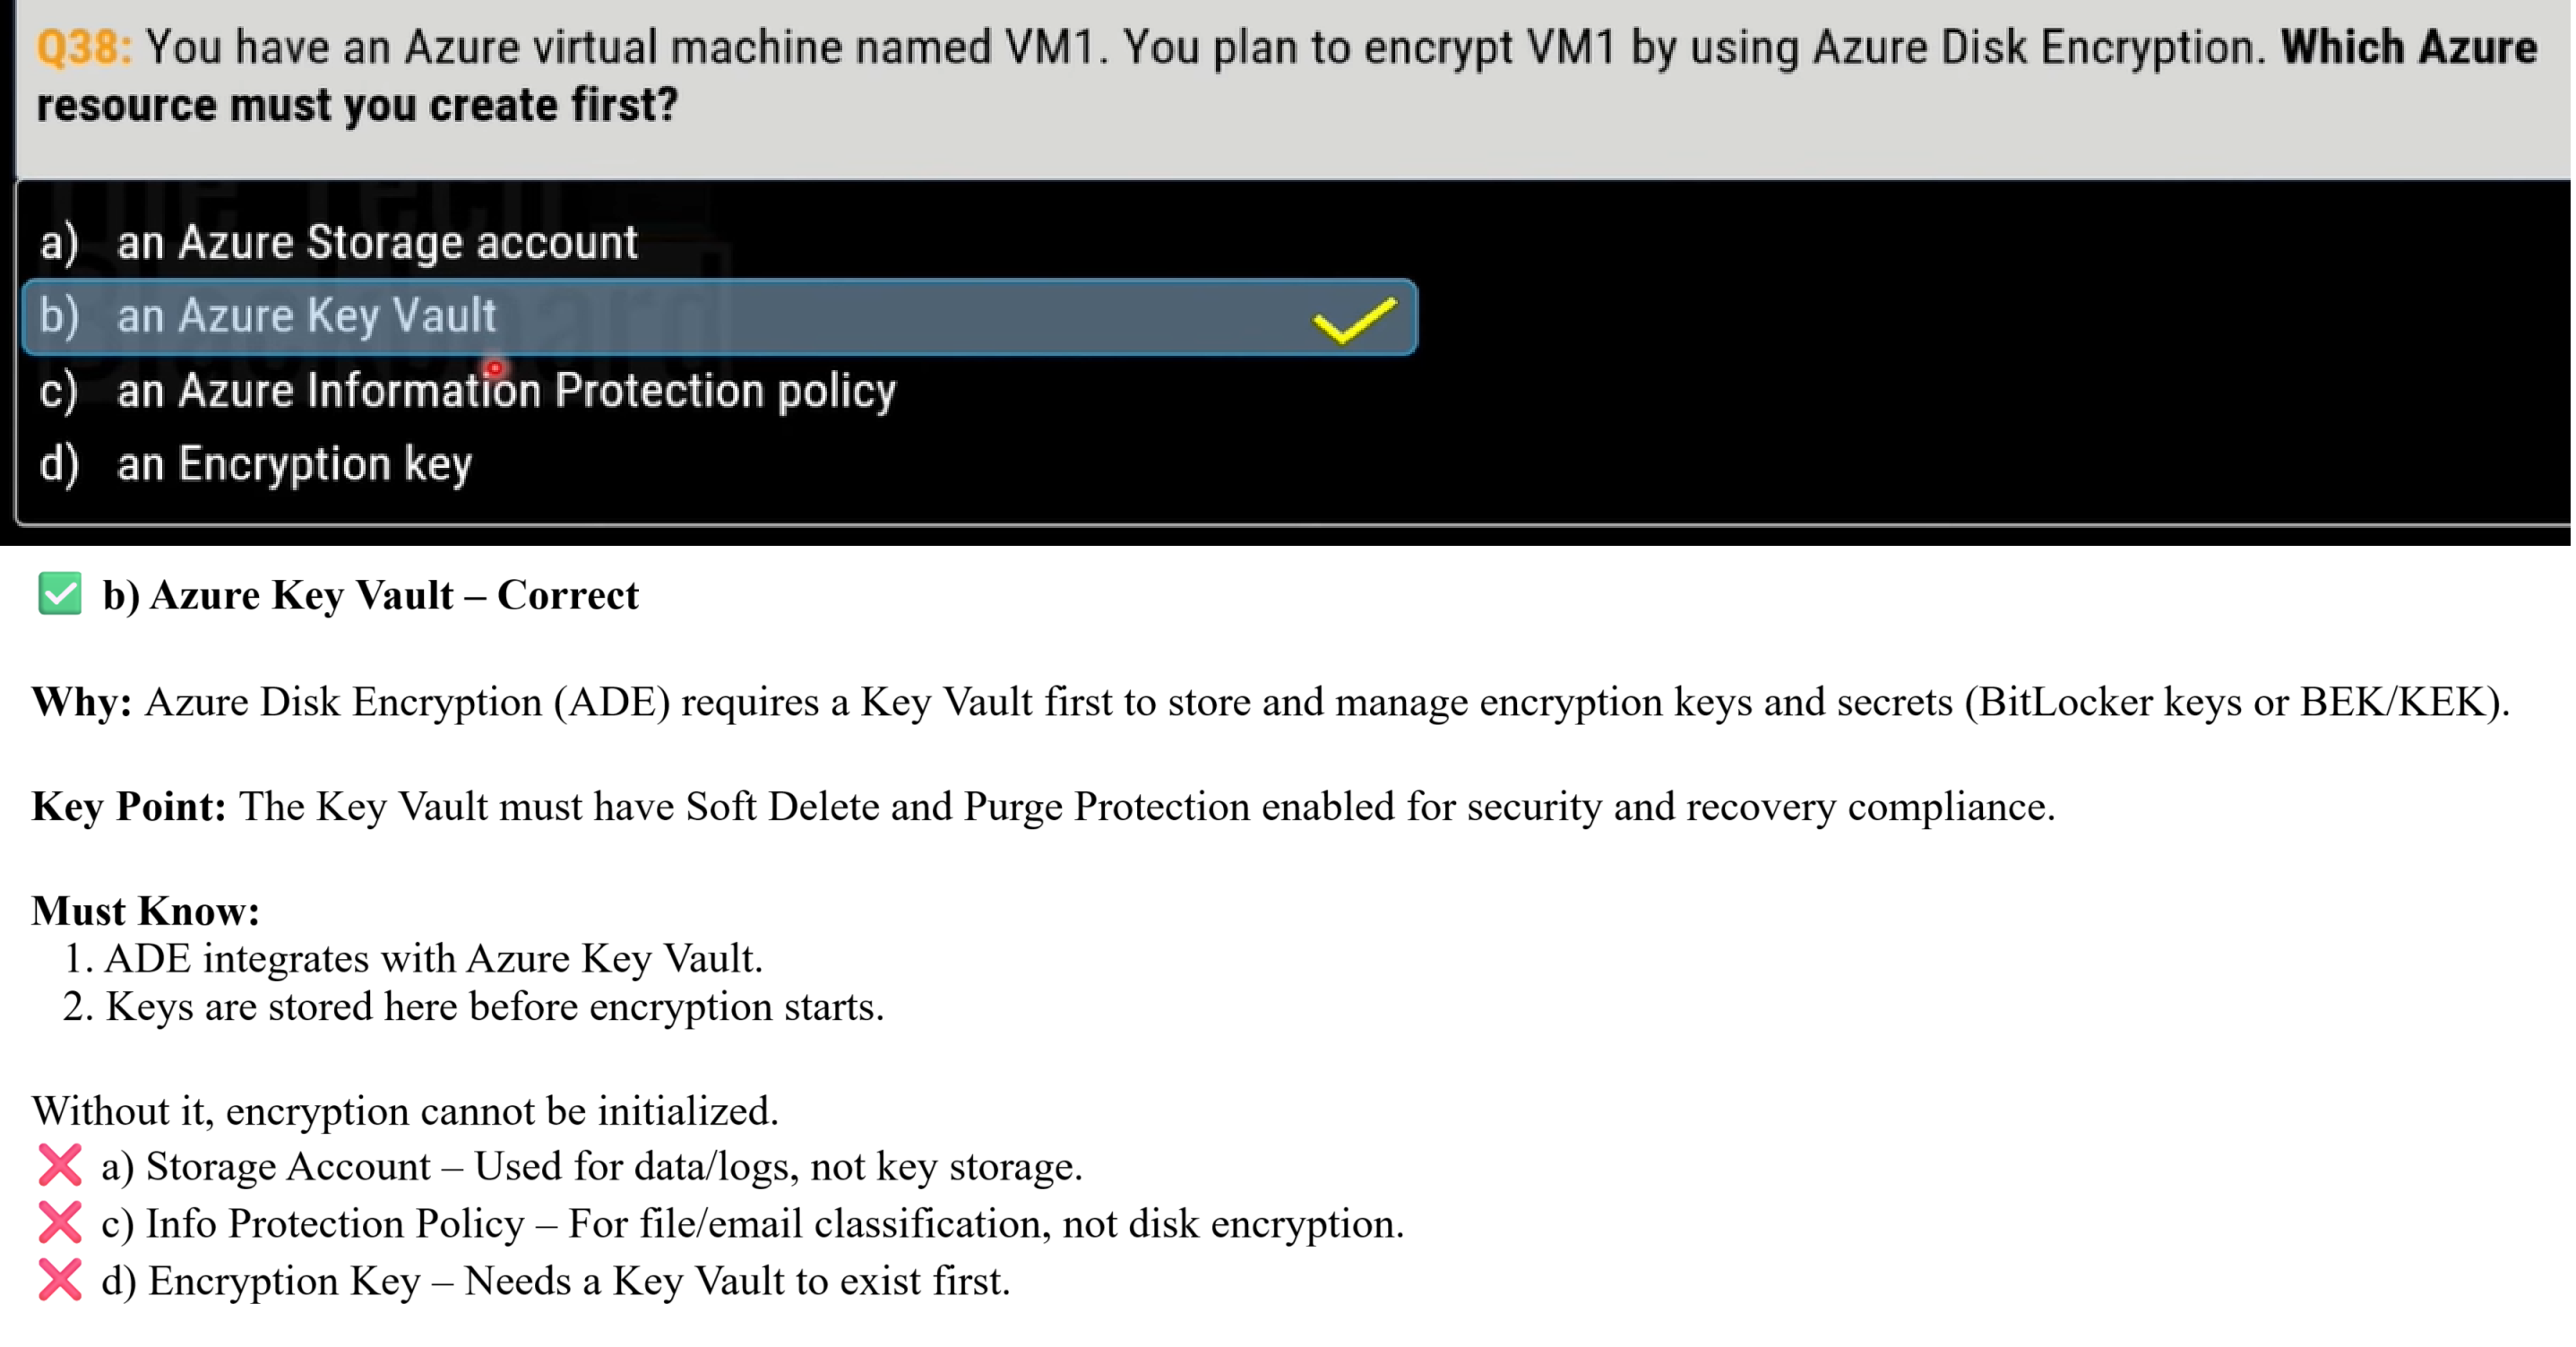 Q38: You have an Azure virtual machine named VM1. You plan to encrypt VM1 by using Azure Disk Encryption. Which Azure
resource must you create first?
a) an Azure Storage account
b) an Azure Key Vault
c) an Azure Information Protection policy
d) an Encryption key
✅ b) Azure Key Vault – Correct
Why: Azure Disk Encryption (ADE) requires a Key Vault first to store and manage encryption keys and secrets (BitLocker keys or BEK/KEK).
Key Point: The Key Vault must have Soft Delete and Purge Protection enabled for security and recovery compliance.
Must Know:
1. ADE integrates with Azure Key Vault.
2. Keys are stored here before encryption starts.
Without it, encryption cannot be initialized.
❌ a) Storage Account – Used for data/logs, not key storage.
❌ c) Info Protection Policy – For file/email classification, not disk encryption.
❌ d) Encryption Key – Needs a Key Vault to exist first.